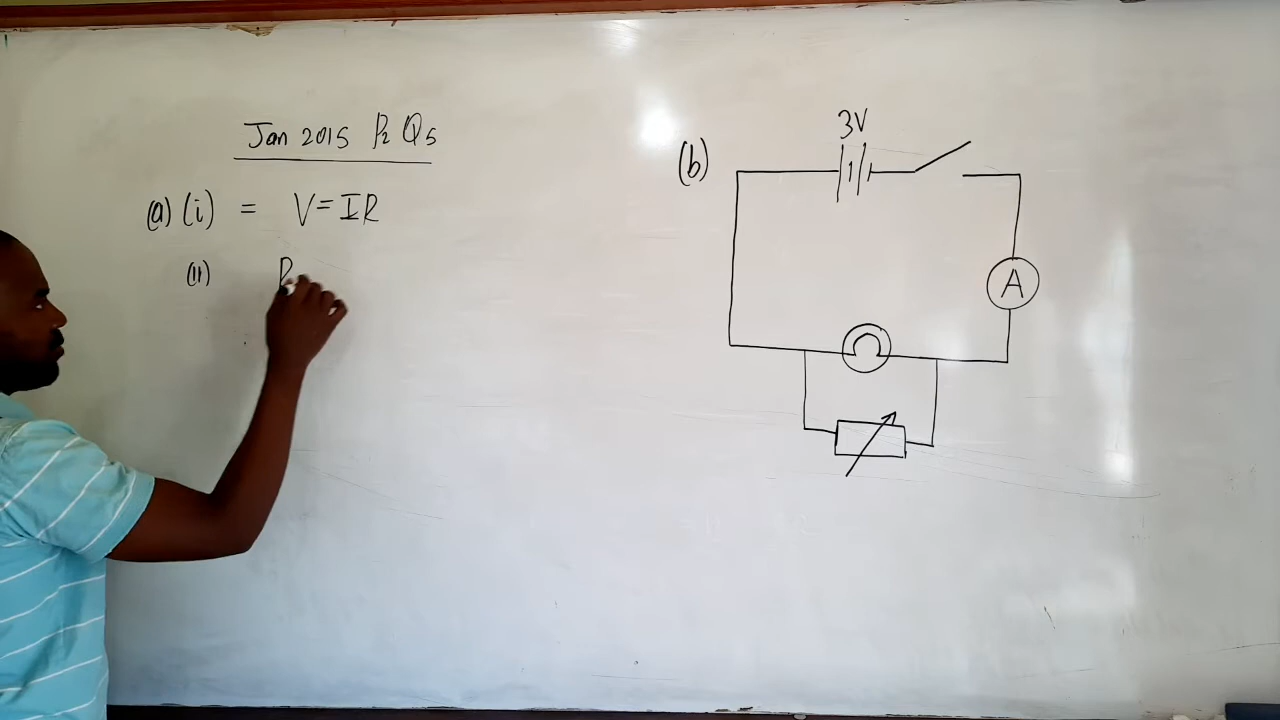 Jan 2015 P2 Q5
(a) (i) = V=IR
(ii) P
(b)
3V
A